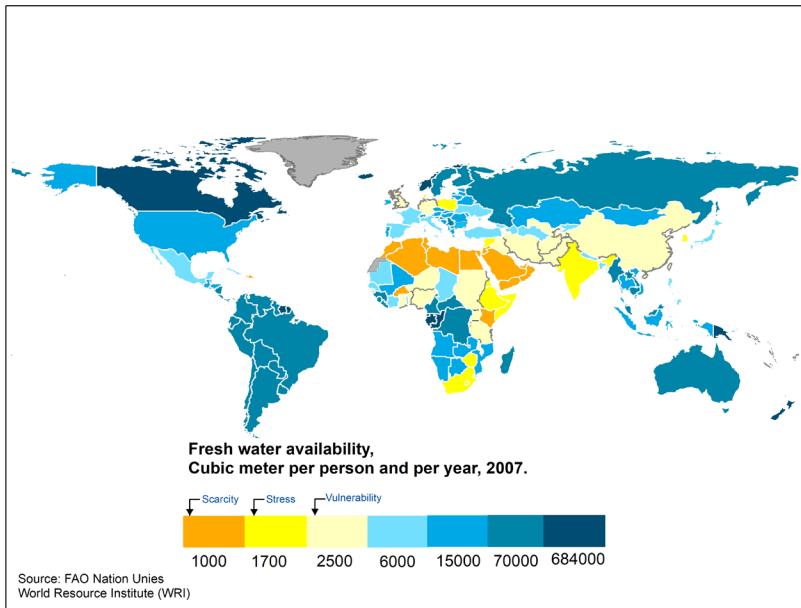 Fresh water availability,
Cubic meter per person and per year, 2007.
Scarcity Stress Vulnerability
1000 1700 2500 6000 15000 70000 684000
Source: FAO Nation Unies
World Resource Institute (WRI)